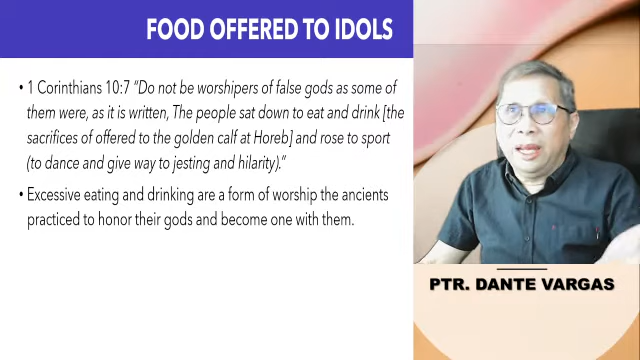 FOOD OFFERED TO IDOLS
• 1 Corinthians 10:7 “Do not be worshipers of false gods as some of
them were, as it is written, The people sat down to eat and drink [the
sacrifices of offered to the golden calf at Horeb] and rose to sport
(to dance and give way to jesting and hilarity).”
• Excessive eating and drinking are a form of worship the ancients
practiced to honor their gods and become one with them.
PTR. DANTE VARGAS